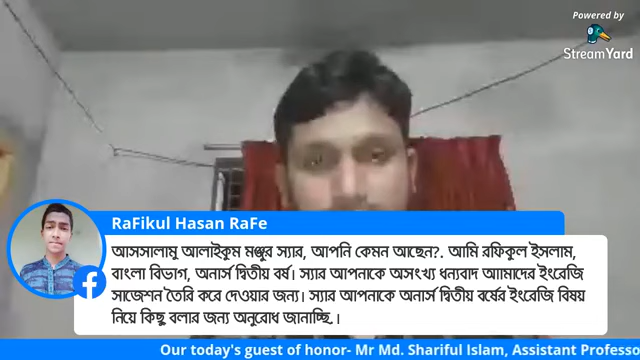 Powered by
StreamYard
RaFikul Hasan RaFe
আসসালামু আলাইকুম মঞ্জুর স্যার, আপনি কেমন আছেন?. আমি রফিকুল ইসলাম,
বাংলা বিভাগ, অনার্স দ্বিতীয় বর্ষ। স্যার আপনাকে অসংখ্য ধন্যবাদ আামাদের ইংরেজি
সাজেশন তৈরি করে দেওয়ার জন্য। স্যার আপনাকে অনার্স দ্বিতীয় বর্ষের ইংরেজি বিষয়
নিয়ে কিছু বলার জন্য অনুরোধ জানাচ্ছি.।
Our today's guest of honor- Mr Md. Shariful Islam, Assistant Professo